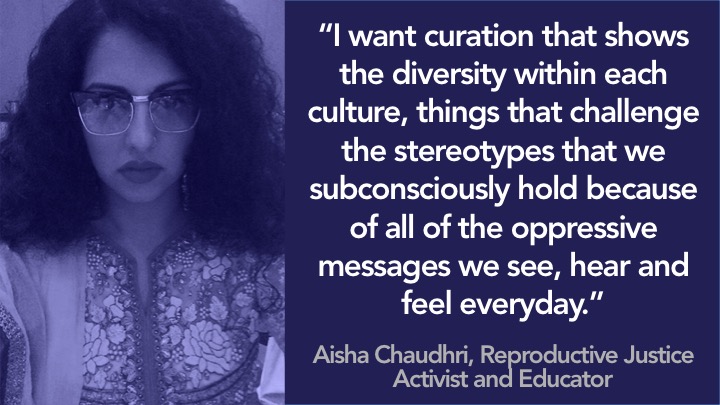 “I want curation that shows
the diversity within each
culture, things that challenge
the stereotypes that we
subconsciously hold because
of all of the oppressive
messages we see, hear and
feel everyday.”
Aisha Chaudhri, Reproductive Justice
Activist and Educator